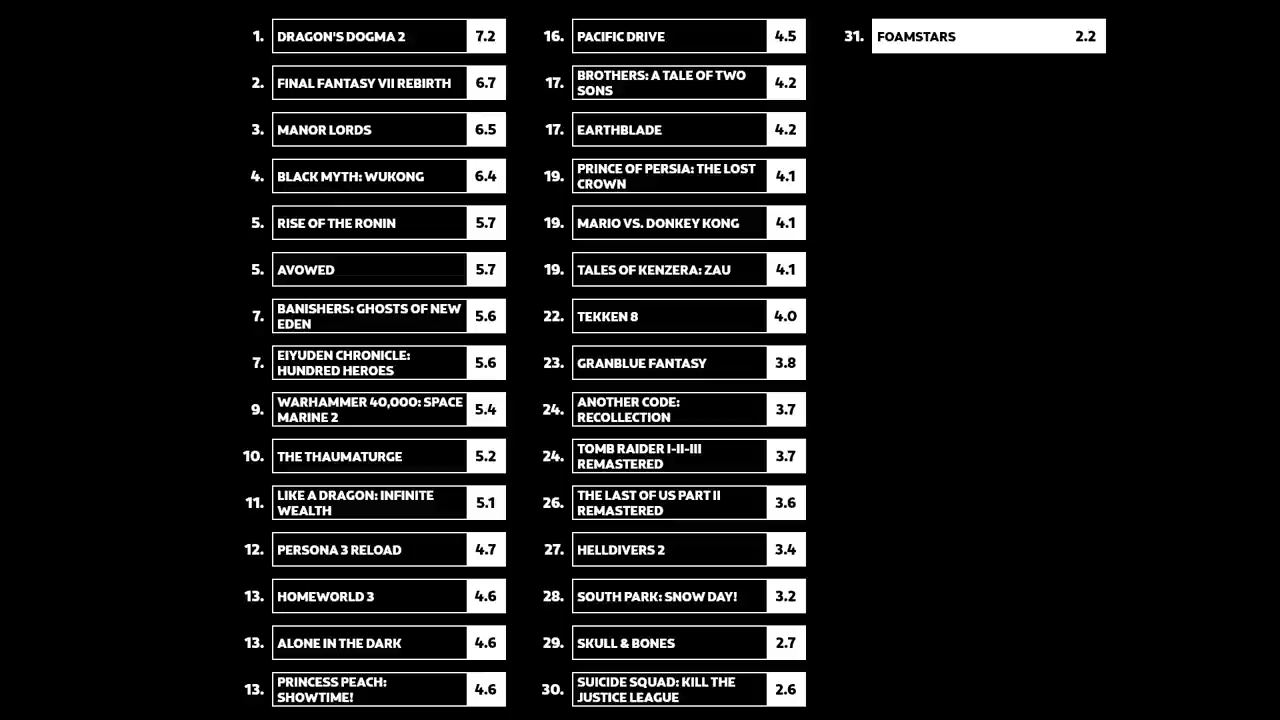 1. DRAGON'S DOGMA 2 7.2
2. FINAL FANTASY VII REBIRTH 6.7
3. MANOR LORDS 6.5
4. BLACK MYTH: WUKONG 6.4
5. RISE OF THE RONIN 5.7
5. AVOWED 5.7
7. BANISHERS: GHOSTS OF NEW
EDEN 5.6
7. EIYUDEN CHRONICLE:
HUNDRED HEROES 5.6
9. WARHAMMER 40,000: SPACE
MARINE 2 5.4
10. THE THAUMATURGE 5.2
11. LIKE A DRAGON: INFINITE
WEALTH 5.1
12. PERSONA 3 RELOAD 4.7
13. HOMEWORLD 3 4.6
13. ALONE IN THE DARK 4.6
13. PRINCESS PEACH:
SHOWTIME! 4.6
16. PACIFIC DRIVE 4.5
17. BROTHERS: A TALE OF TWO
SONS 4.2
17. EARTHBLADE 4.2
19. PRINCE OF PERSIA: THE LOST
CROWN 4.1
19. MARIO VS. DONKEY KONG 4.1
19. TALES OF KENZERA: ZAU 4.1
22. TEKKEN 8 4.0
23. GRANBLUE FANTASY 3.8
24. ANOTHER CODE:
RECOLLECTION 3.7
24. TOMB RAIDER I-II-III
REMASTERED 3.7
26. THE LAST OF US PART II
REMASTERED 3.6
27. HELLDIVERS 2 3.4
28. SOUTH PARK: SNOW DAY! 3.2
29. SKULL & BONES 2.7
30. SUICIDE SQUAD: KILL THE
JUSTICE LEAGUE 2.6
31. FOAMSTARS 2.2